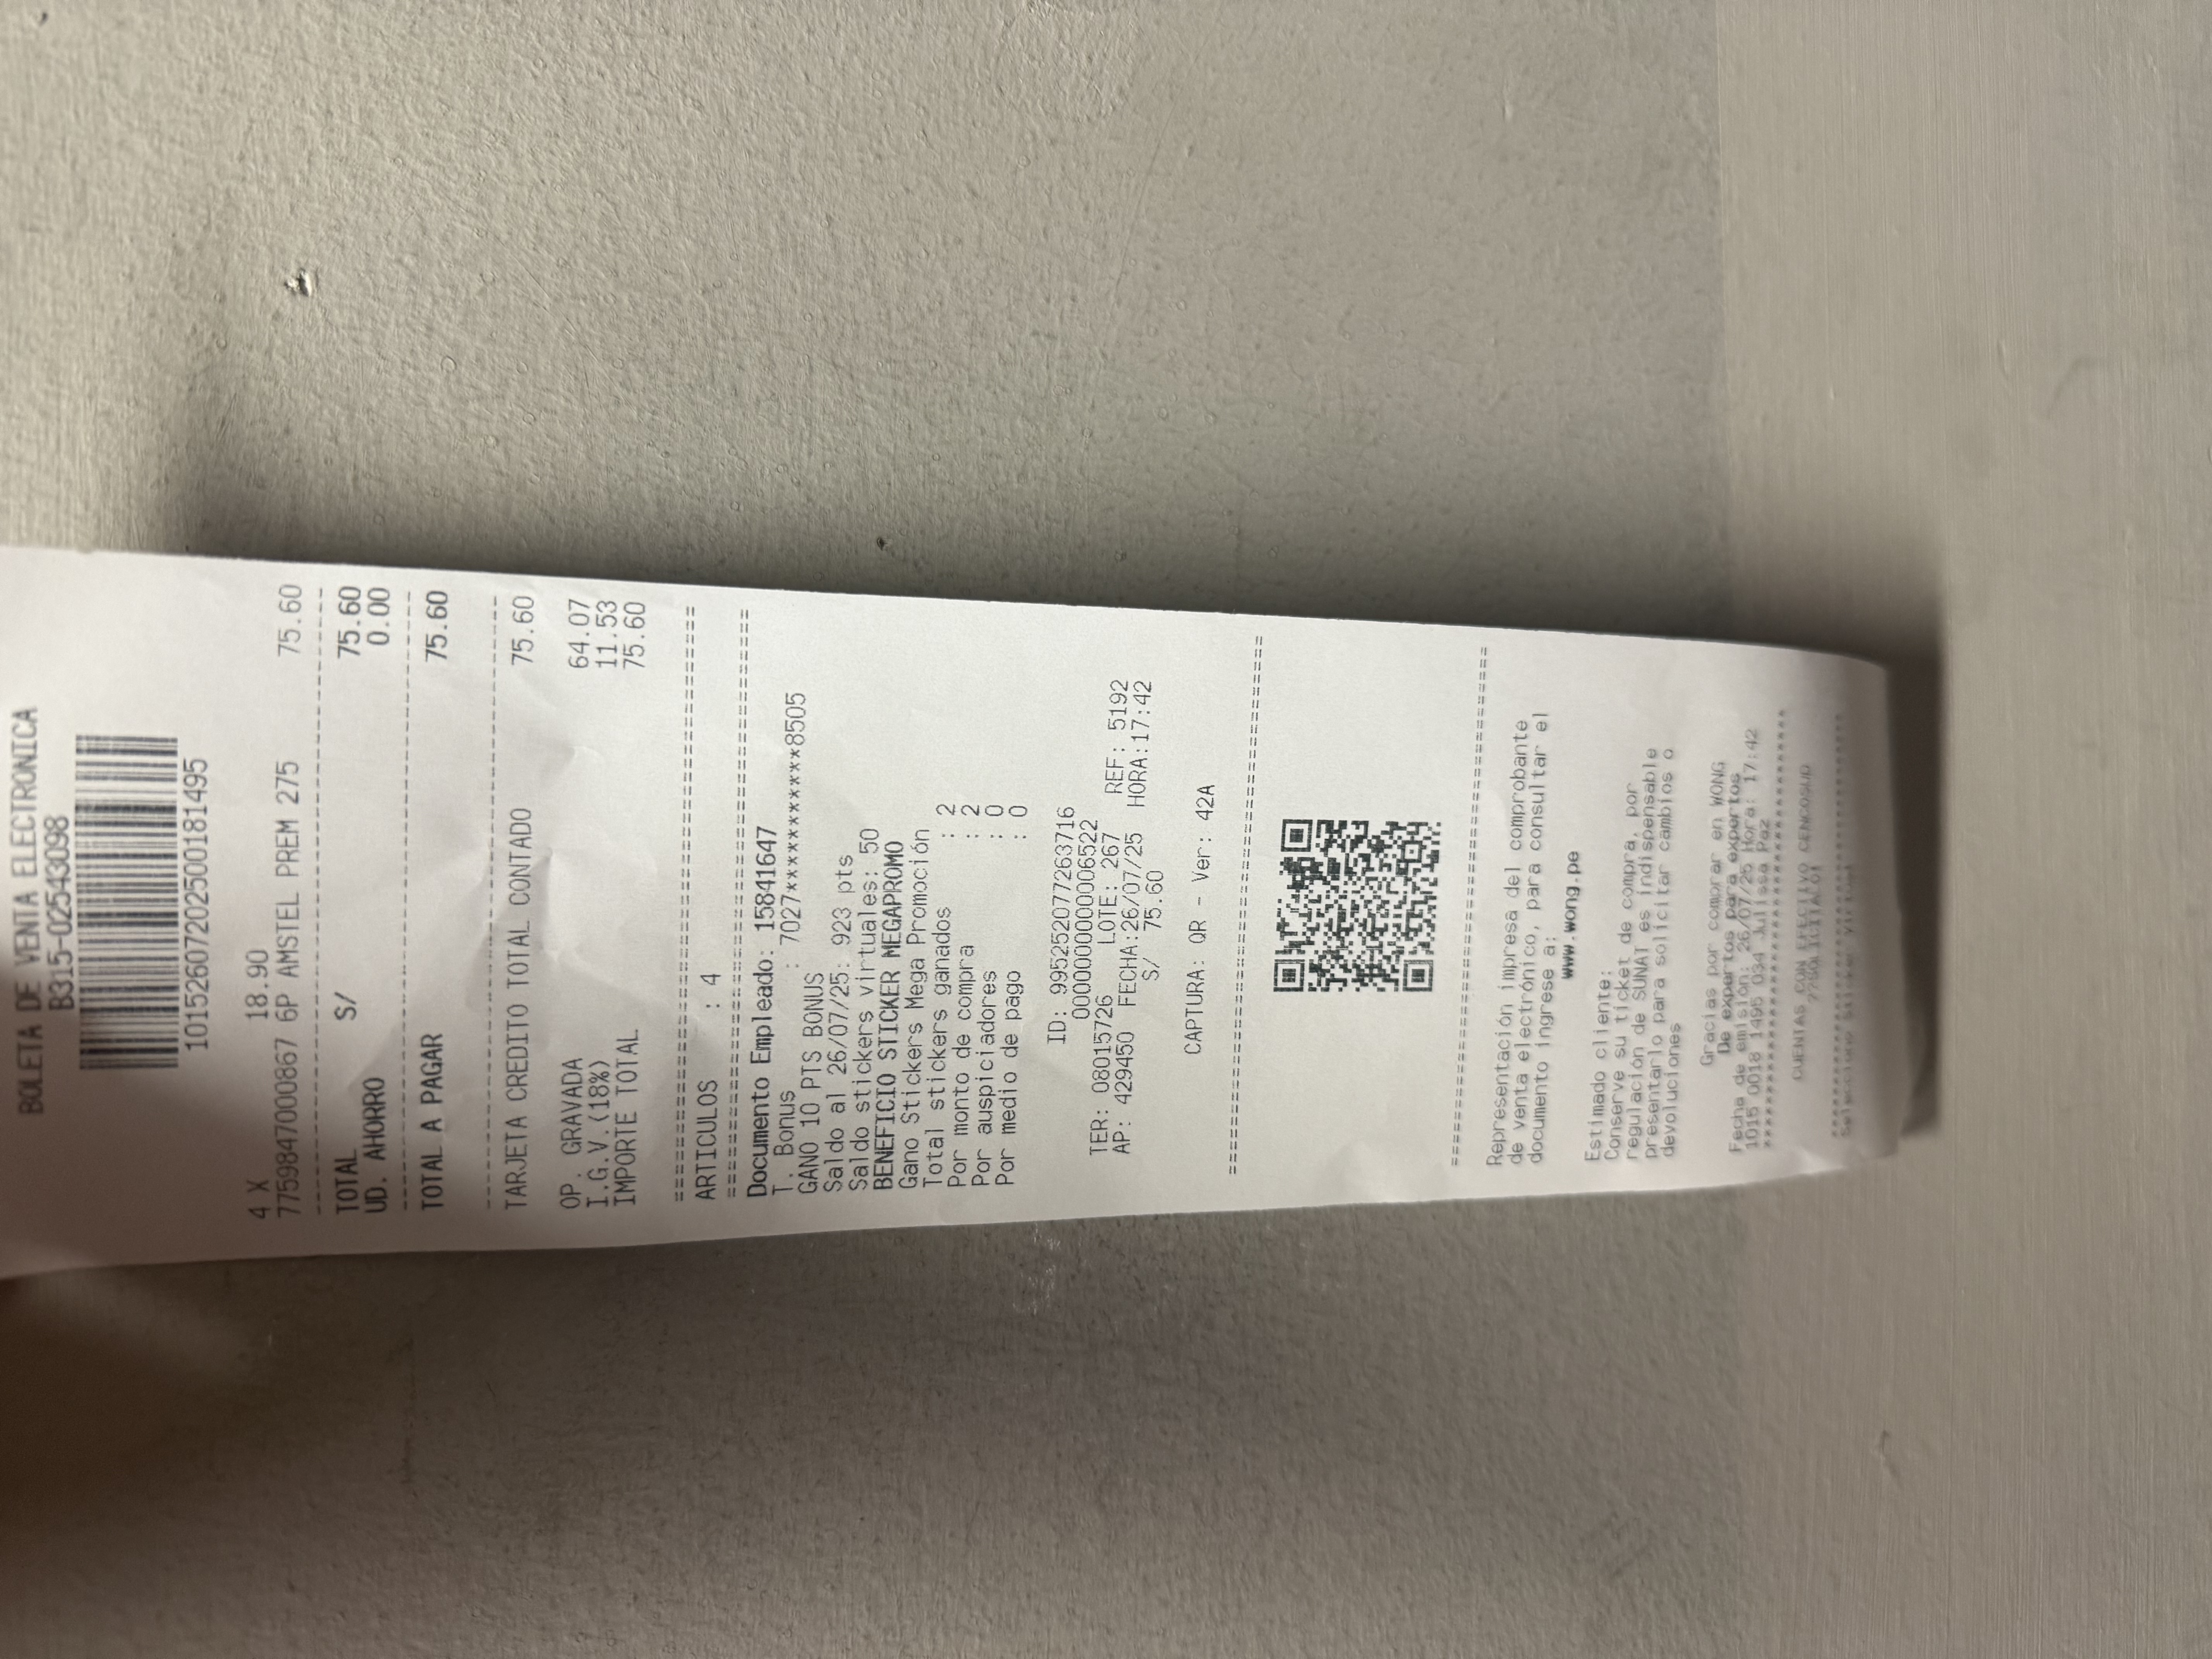 BOLETA DE VENTA ELECTRONICA
B315-02543098
10152607202500181495
4 X 18.90
7759847000867 6P AMSTEL PREM 275 75.60
----------------------------------------
TOTAL S/ 75.60
UD. AHORRO 0.00
----------------------------------------
TOTAL A PAGAR 75.60
----------------------------------------
TARJETA CREDITO TOTAL CONTADO 75.60
OP. GRAVADA 64.07
I.G.V.(18%) 11.53
IMPORTE TOTAL 75.60
========================================
ARTICULOS : 4
========================================
Documento Empleado: 15841647
T. Bonus : 7027***********8505
GANO 10 PTS BONUS
Saldo al 26/07/25: 923 pts
Saldo stickers virtuales: 50
BENEFICIO STICKER MEGAPROMO
Gano Stickers Mega Promoción
Total stickers ganados : 2
Por monto de compra : 2
Por auspiciadores : 0
Por medio de pago : 0
ID: 995252077263716
0000000000006522
TER: 08015726 LOTE: 267 REF: 5192
AP: 429450 FECHA:26/07/25 HORA:17:42
S/ 75.60
CAPTURA: QR - Ver: 42A
========================================
========================================
Representación impresa del comprobante
de venta electrónico, para consultar el
documento ingrese a:
www.wong.pe
Estimado cliente:
Conserve su ticket de compra, por
regulación de SUNAT es indispensable
presentarlo para solicitar cambios o
devoluciones
Gracias por comprar en WONG
De expertos para expertos
Fecha de emisión: 26/07/25 Hora: 17:42
1015 0018 1495 034 Julissa Paz
****************************************
CUENTAS CON EFECTIVO CENCOSUD
??SOLICITALO!
****************************************
Sticker Virtual